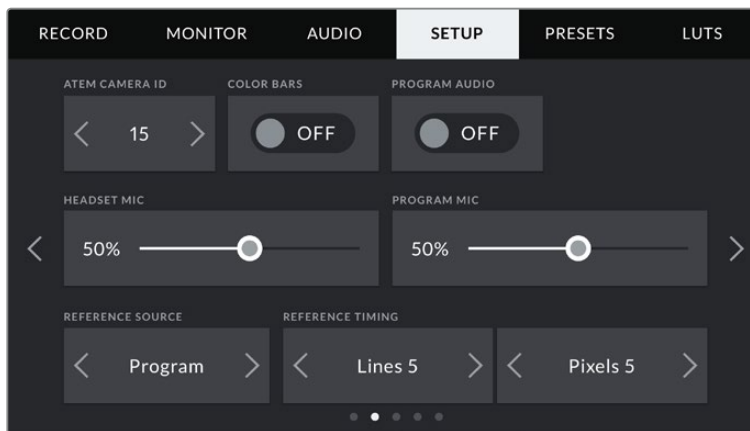 RECORD MONITOR AUDIO SETUP PRESETS LUTS
ATEM CAMERA ID COLOR BARS PROGRAM AUDIO
15 OFF OFF
HEADSET MIC PROGRAM MIC
50% 50%
REFERENCE SOURCE REFERENCE TIMING
Program Lines 5 Pixels 5